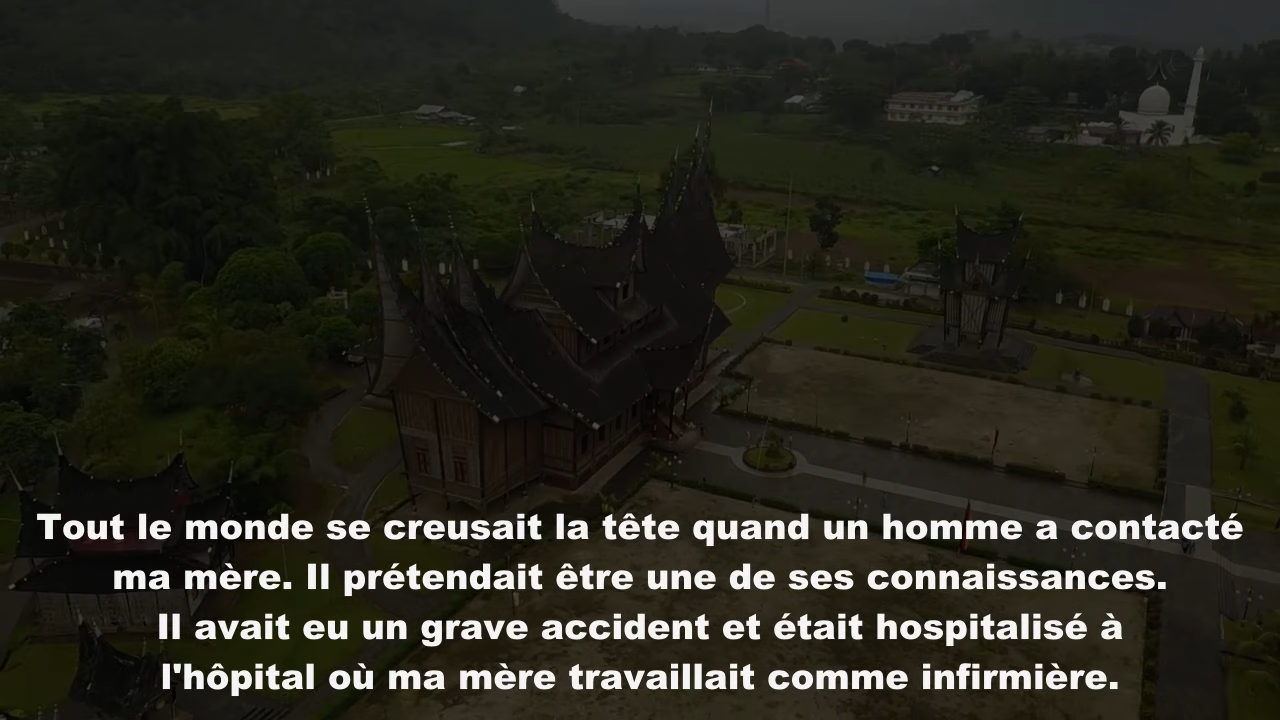 Tout le monde se creusait la tête quand un homme a contacté
ma mère. Il prétendait être une de ses connaissances.
Il avait eu un grave accident et était hospitalisé à
l'hôpital où ma mère travaillait comme infirmière.